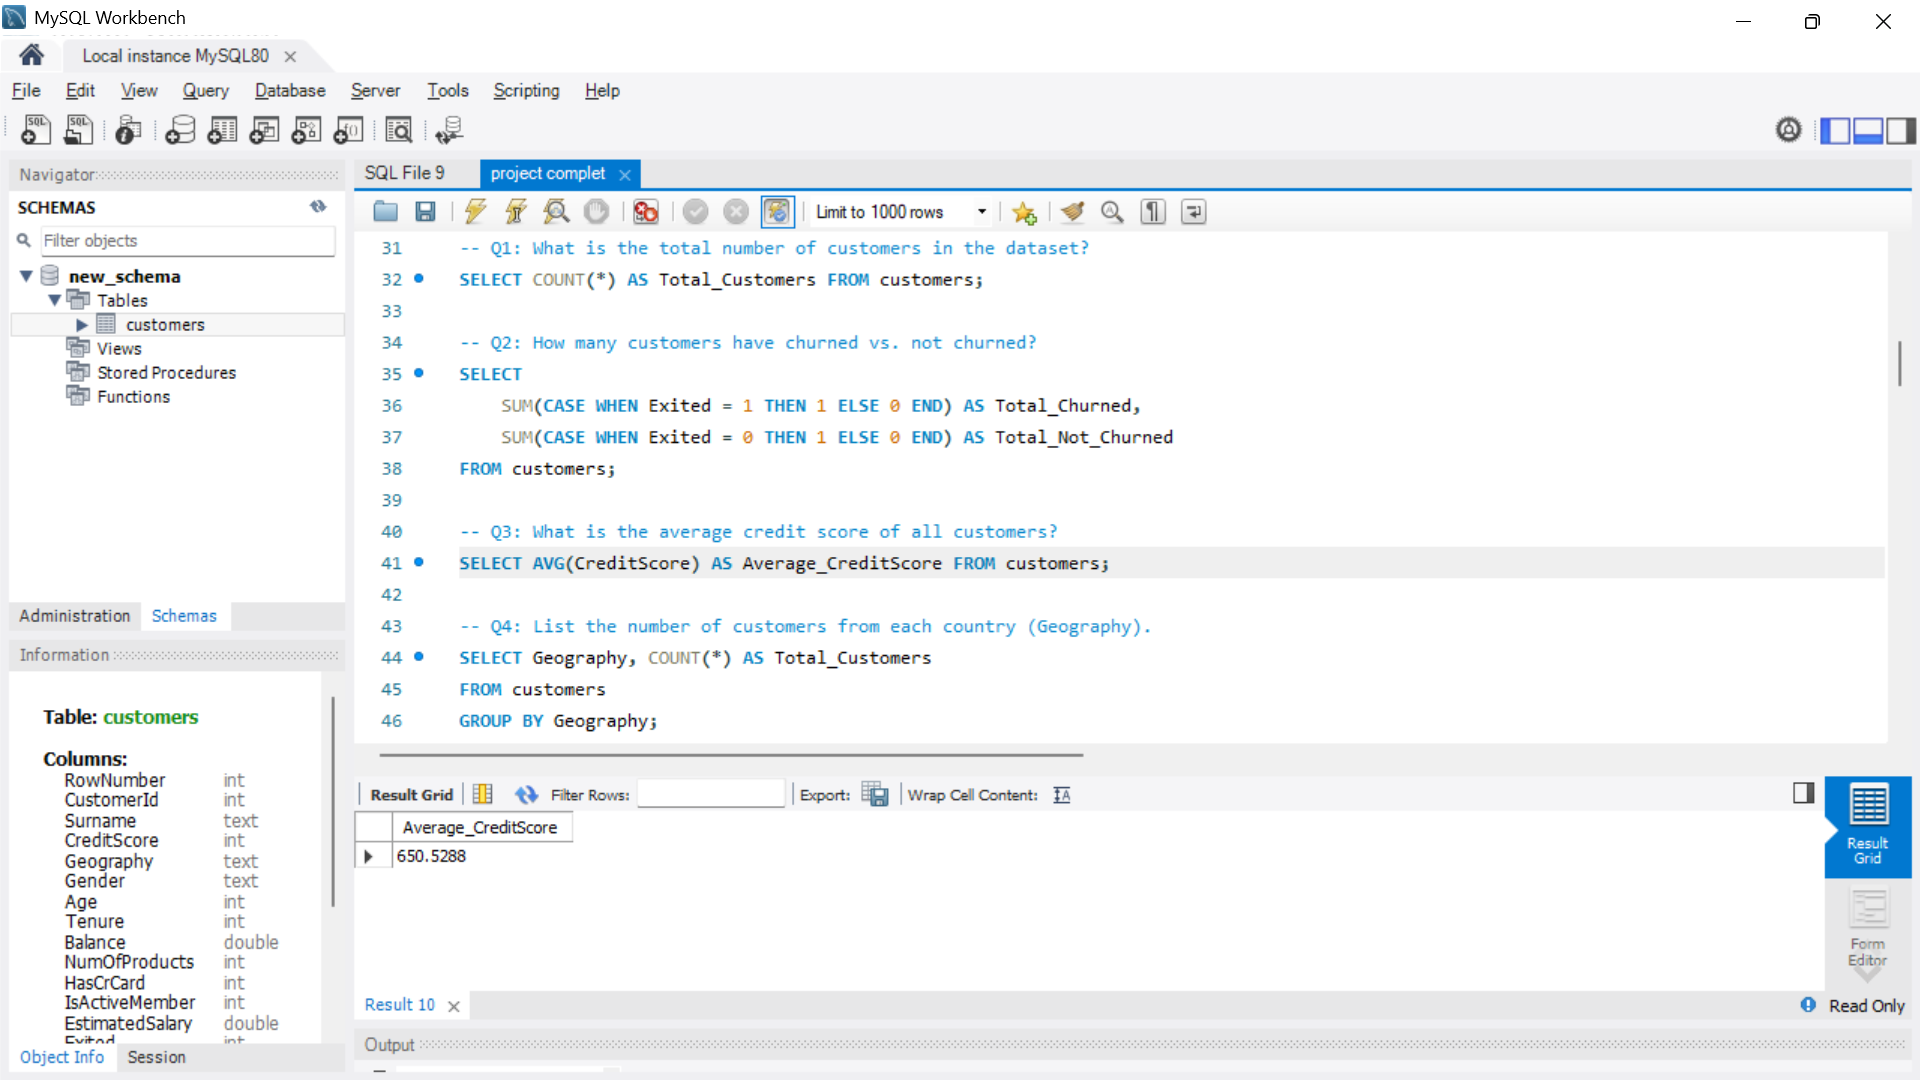 MySQL Workbench
Local instance MySQL80
File Edit View Query Database Server Tools Scripting Help
Navigator
SCHEMAS
Filter objects
new_schema
Tables
customers
Views
Stored Procedures
Functions
Administration Schemas
Information
Table: customers
Columns:
RowNumber int
CustomerId int
Surname text
CreditScore int
Geography text
Gender text
Age int
Tenure int
Balance double
NumOfProducts int
HasCrCard int
IsActiveMember int
EstimatedSalary double
Exited int
Object Info Session
SQL File 9 project complet
Limit to 1000 rows
31 -- Q1: What is the total number of customers in the dataset?
32 SELECT COUNT(*) AS Total_Customers FROM customers;
33
34 -- Q2: How many customers have churned vs. not churned?
35 SELECT
36 SUM(CASE WHEN Exited = 1 THEN 1 ELSE 0 END) AS Total_Churned,
37 SUM(CASE WHEN Exited = 0 THEN 1 ELSE 0 END) AS Total_Not_Churned
38 FROM customers;
39
40 -- Q3: What is the average credit score of all customers?
41 SELECT AVG(CreditScore) AS Average_CreditScore FROM customers;
42
43 -- Q4: List the number of customers from each country (Geography).
44 SELECT Geography, COUNT(*) AS Total_Customers
45 FROM customers
46 GROUP BY Geography;
Result Grid Filter Rows: Export: Wrap Cell Content:
Average_CreditScore
650.5288
Result
Grid
Form
Editor
Result 10
Read Only
Output